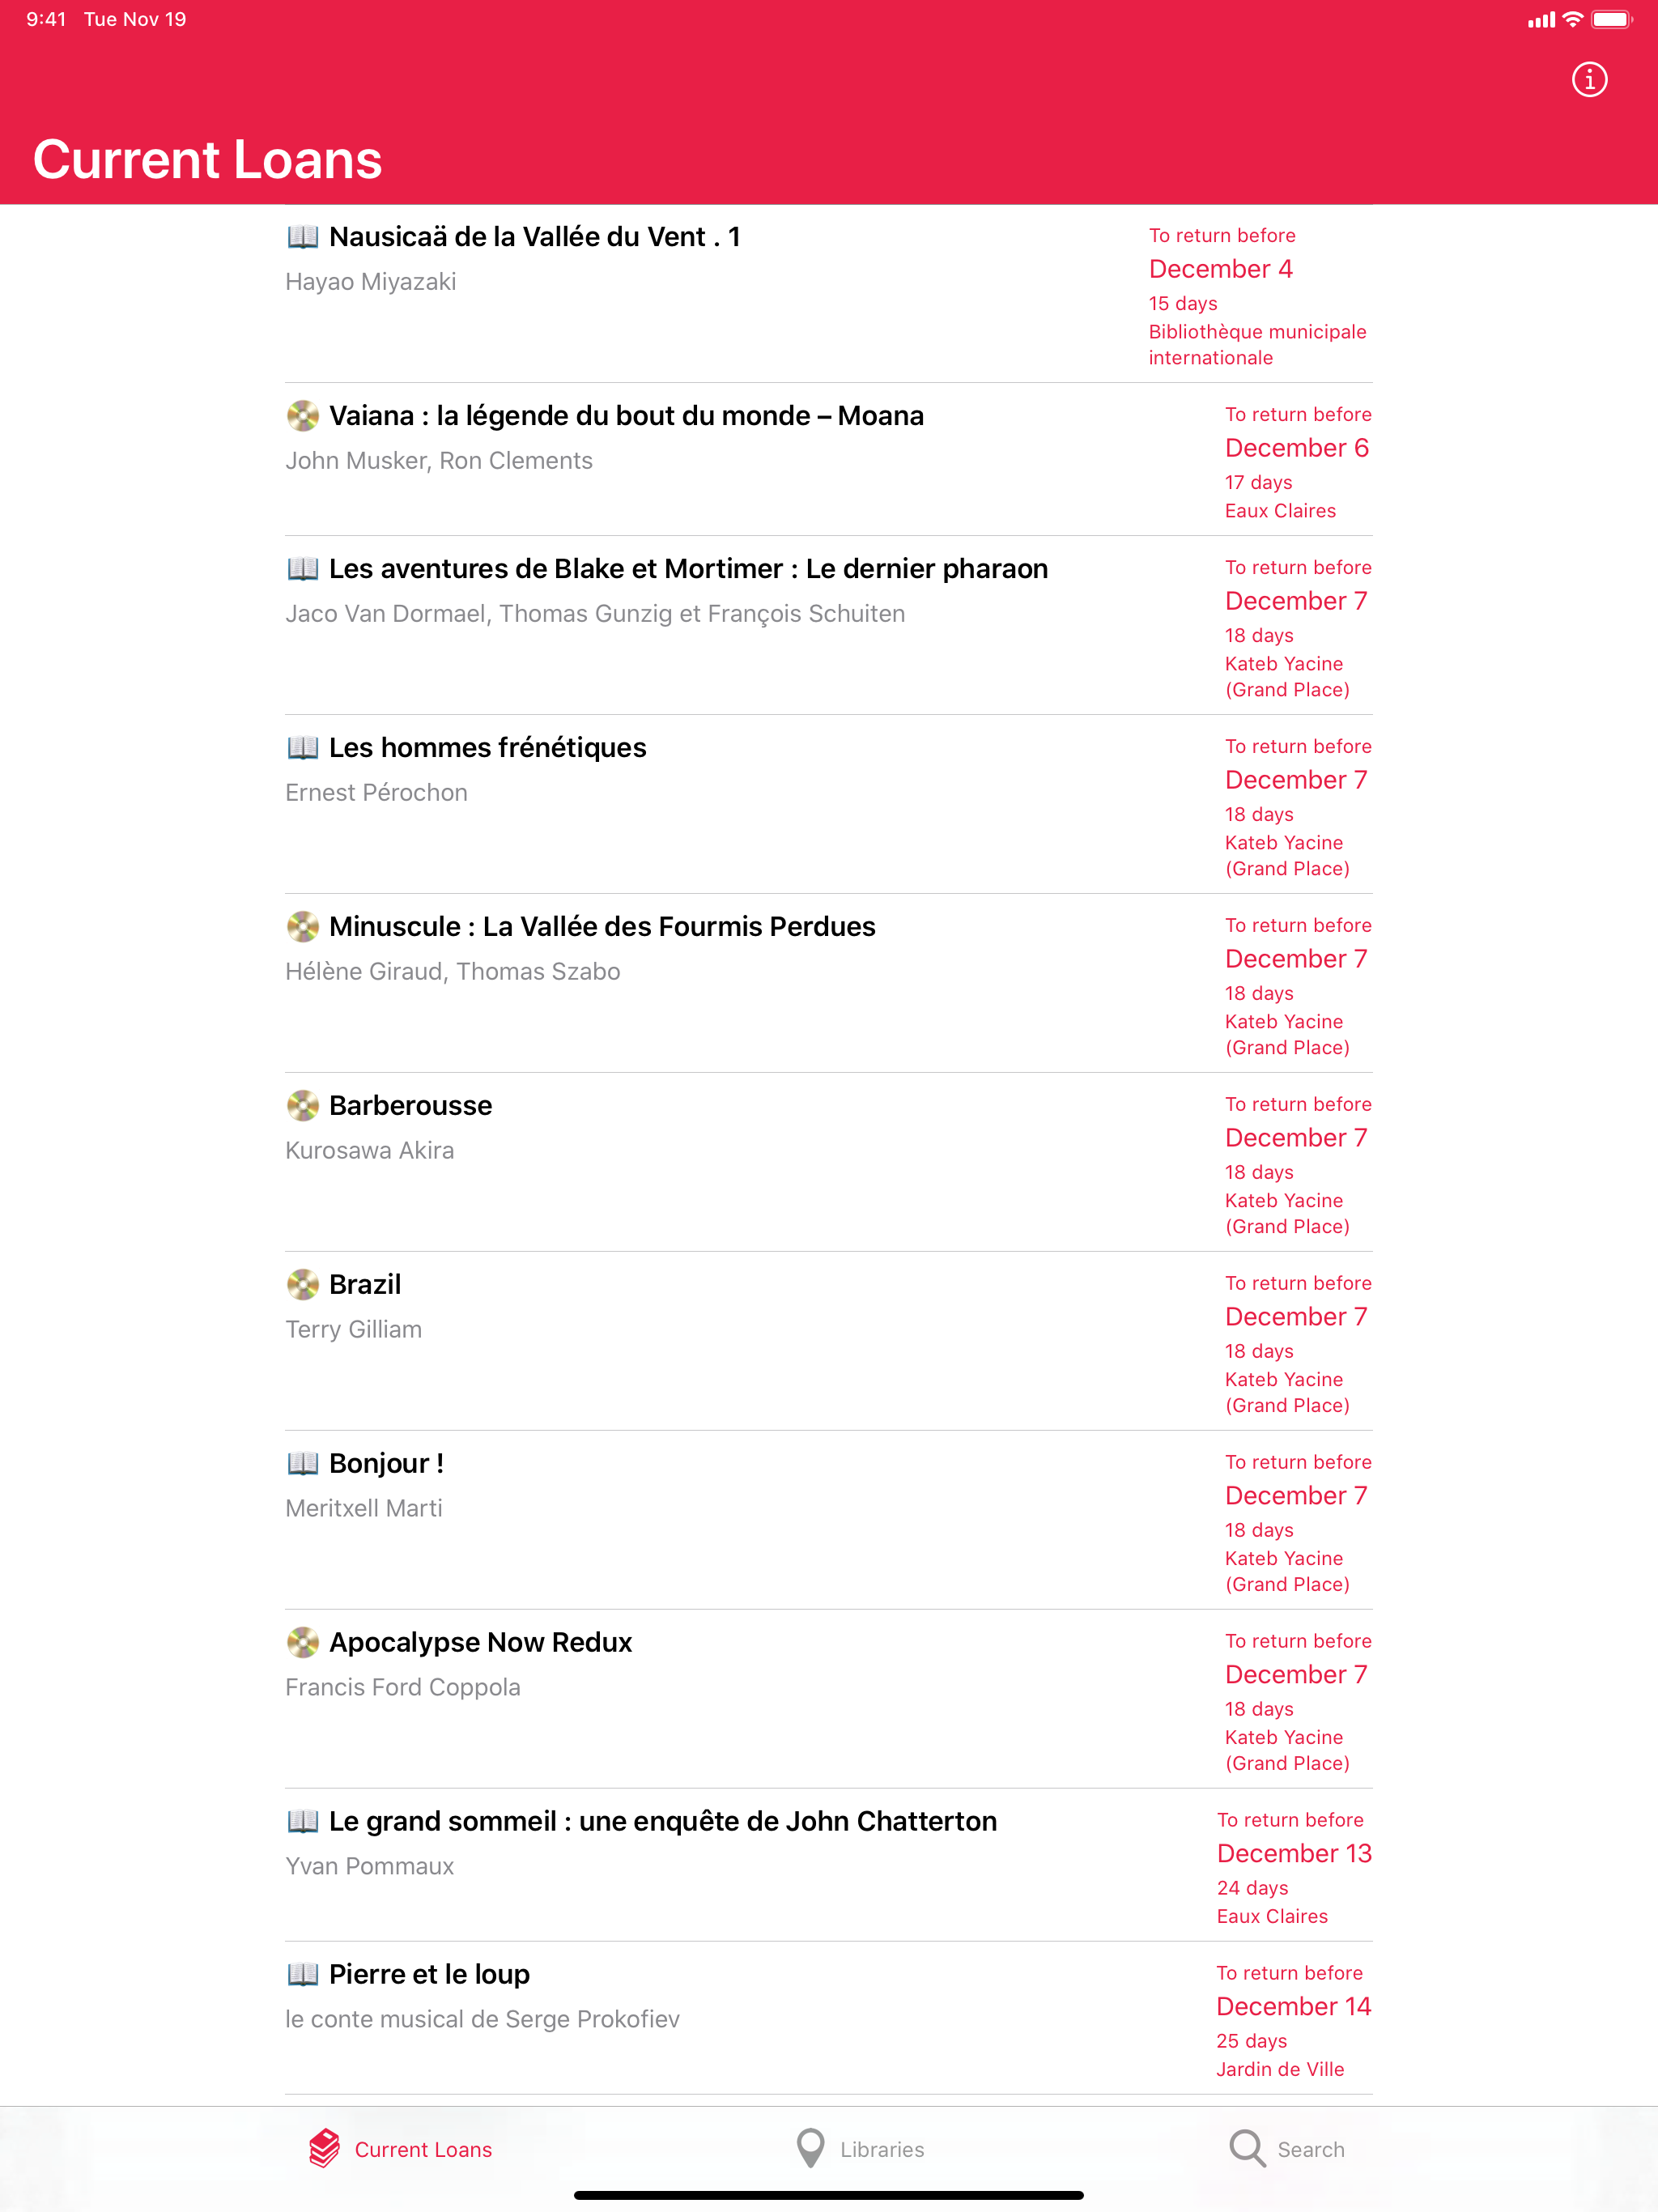 9:41 Tue Nov 19
Current Loans
Nausicaä de la Vallée du Vent . 1
Hayao Miyazaki
To return before
December 4
15 days
Bibliothèque municipale
internationale
Vaiana : la légende du bout du monde – Moana
John Musker, Ron Clements
To return before
December 6
17 days
Eaux Claires
Les aventures de Blake et Mortimer : Le dernier pharaon
Jaco Van Dormael, Thomas Gunzig et François Schuiten
To return before
December 7
18 days
Kateb Yacine
(Grand Place)
Les hommes frénétiques
Ernest Pérochon
To return before
December 7
18 days
Kateb Yacine
(Grand Place)
Minuscule : La Vallée des Fourmis Perdues
Hélène Giraud, Thomas Szabo
To return before
December 7
18 days
Kateb Yacine
(Grand Place)
Barberousse
Kurosawa Akira
To return before
December 7
18 days
Kateb Yacine
(Grand Place)
Brazil
Terry Gilliam
To return before
December 7
18 days
Kateb Yacine
(Grand Place)
Bonjour !
Meritxell Marti
To return before
December 7
18 days
Kateb Yacine
(Grand Place)
Apocalypse Now Redux
Francis Ford Coppola
To return before
December 7
18 days
Kateb Yacine
(Grand Place)
Le grand sommeil : une enquête de John Chatterton
Yvan Pommaux
To return before
December 13
24 days
Eaux Claires
Pierre et le loup
le conte musical de Serge Prokofiev
To return before
December 14
25 days
Jardin de Ville
Current Loans
Libraries
Search